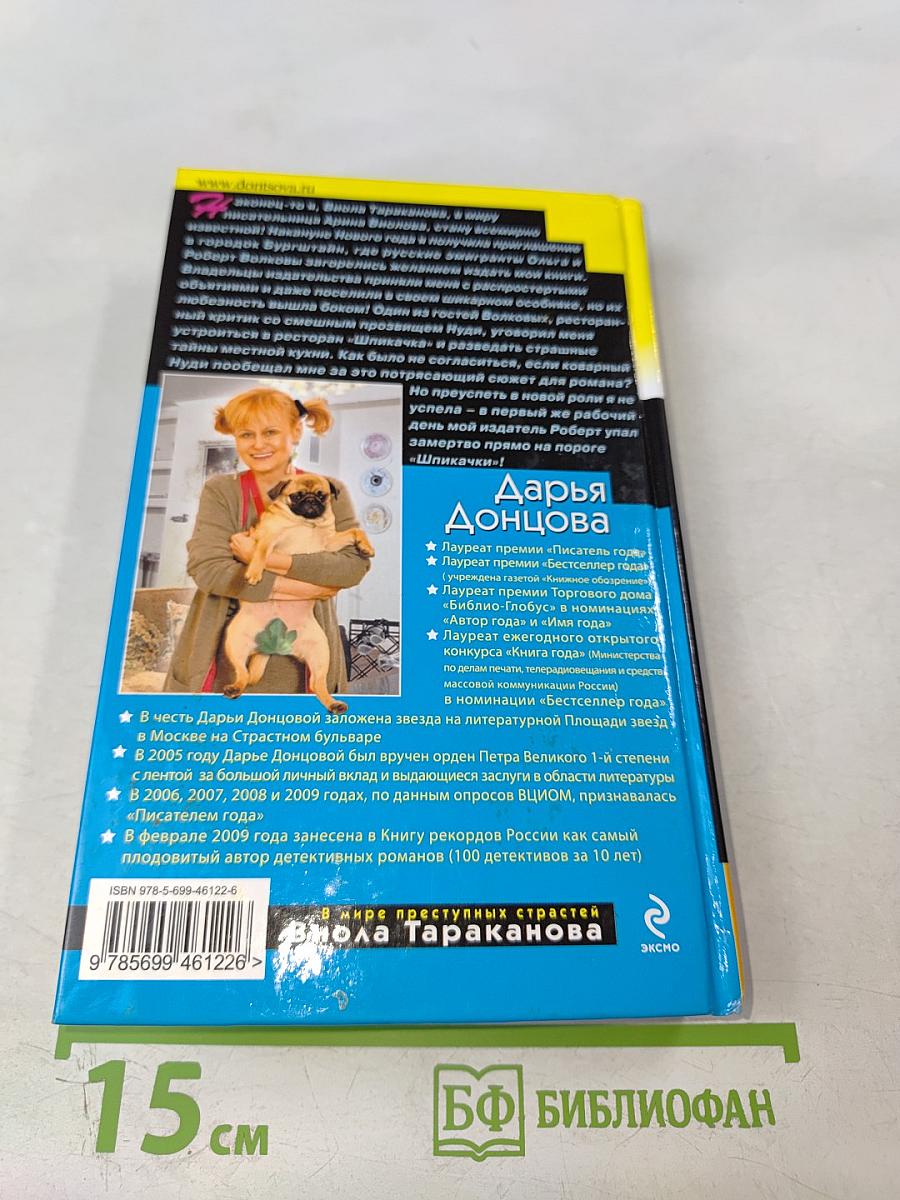 www.dontsova.ru
Наконец-то я, Виола Тараканова, в миру
писательница Арина Виолова, стану всемирно
известной! Накануне Нового года я получила приглашение
в городок Бургштайн, где русские эмигранты Ольга и
Роберт Волковы загорелись желанием издать мои книги.
Владельцы издательства приняли меня с распростертыми
объятиями и даже поселили в своем шикарном особняке, но их
любезность вышла боком! Один из гостей Волковых, ресторан-
ный критик со смешным прозвищем Нуди, уговорил меня
устроиться в ресторан «Шпикачка» и разведать страшные
тайны местной кухни. Как было не согласиться, если коварный
Нуди пообещал мне за это потрясающий сюжет для романа?
Но преуспеть в новой роли я не
успела – в первый же рабочий
день мой издатель Роберт упал
замертво прямо на пороге
«Шпикачки»!
Дарья
Донцова
Лауреат премии «Писатель года»
Лауреат премии «Бестселлер года»
( учреждена газетой «Книжное обозрение»)
Лауреат премии Торгового дома
«Библио-Глобус» в номинациях
«Автор года» и «Имя года»
Лауреат ежегодного открытого
конкурса «Книга года» (Министерства
по делам печати, телерадиовещания и средств
массовой коммуникации России)
в номинации «Бестселлер года»
В честь Дарьи Донцовой заложена звезда на литературной Площади звезд
в Москве на Страстном бульваре
В 2005 году Дарье Донцовой был вручен орден Петра Великого 1-й степени
с лентой за большой личный вклад и выдающиеся заслуги в области литературы
В 2006, 2007, 2008 и 2009 годах, по данным опросов ВЦИОМ, признавалась
«Писателем года»
В феврале 2009 года занесена в Книгу рекордов России как самый
плодовитый автор детективных романов (100 детективов за 10 лет)
ISBN 978-5-699-46122-6
9 785699 461226 >
В мире преступных страстей
Виола Тараканова
эксмо
15 см
БФ БИБЛИОФАН